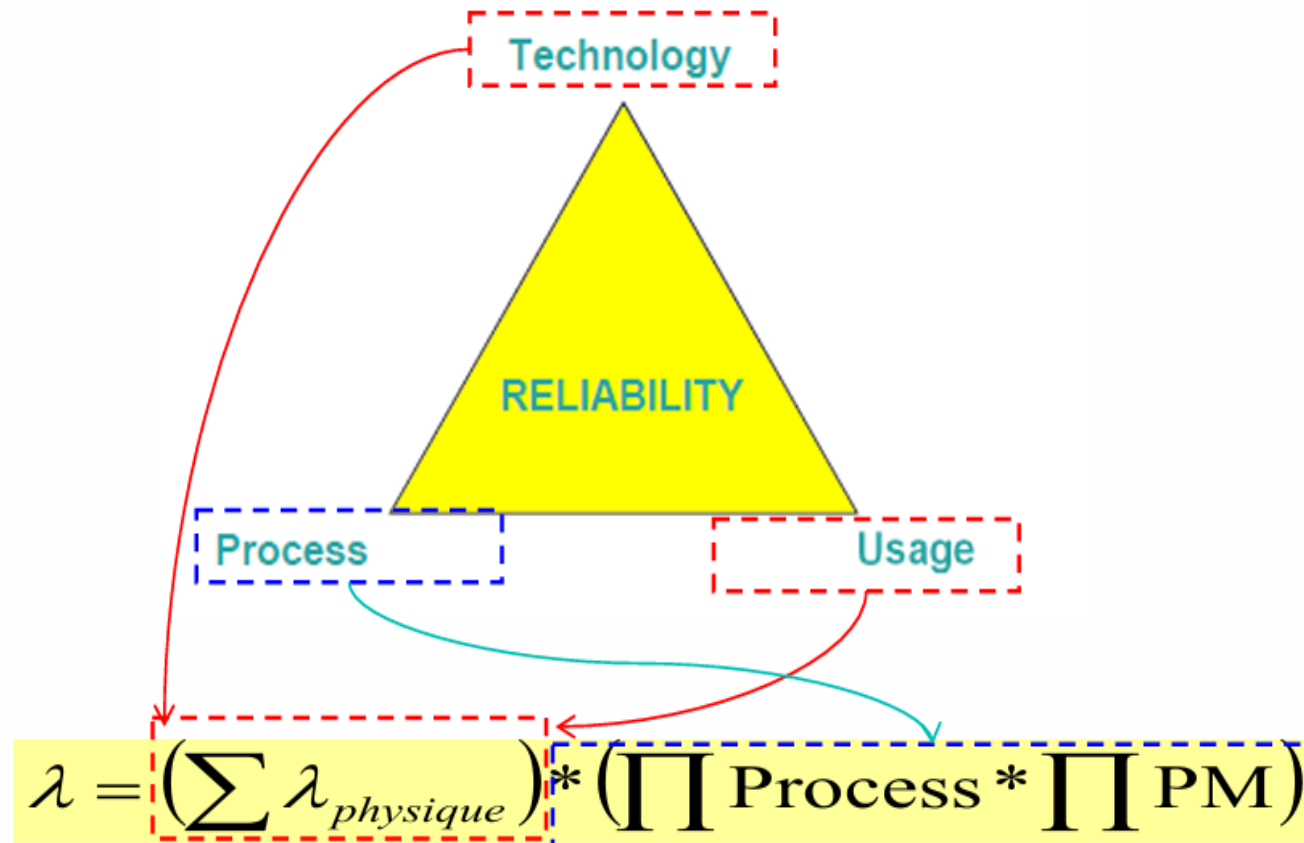 Technology
RELIABILITY
Process
Usage
λ = (∑ λphysique) * (∏ Process * ∏ PM)